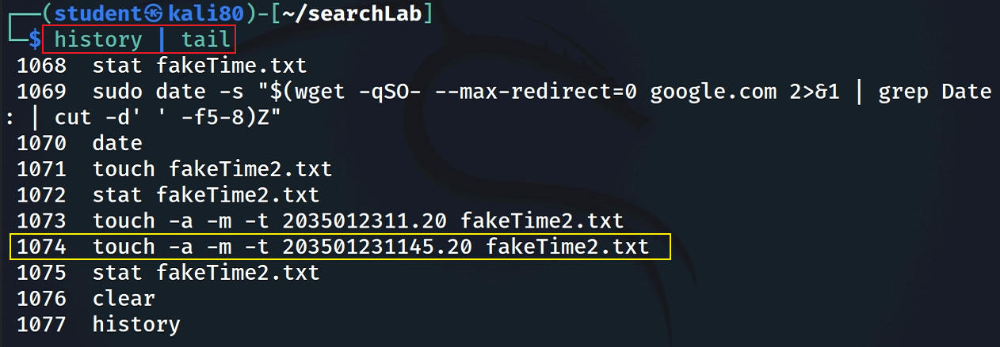 ┌──(student㉿kali80)-[~/searchLab]
└─$ history | tail
1068  stat fakeTime.txt
1069  sudo date -s "$(wget -qSO- --max-redirect=0 google.com 2>&1 | grep Date
: | cut -d' ' -f5-8)Z"
1070  date
1071  touch fakeTime2.txt
1072  stat fakeTime2.txt
1073  touch -a -m -t 2035012311.20 fakeTime2.txt
1074  touch -a -m -t 203501231145.20 fakeTime2.txt
1075  stat fakeTime2.txt
1076  clear
1077  history